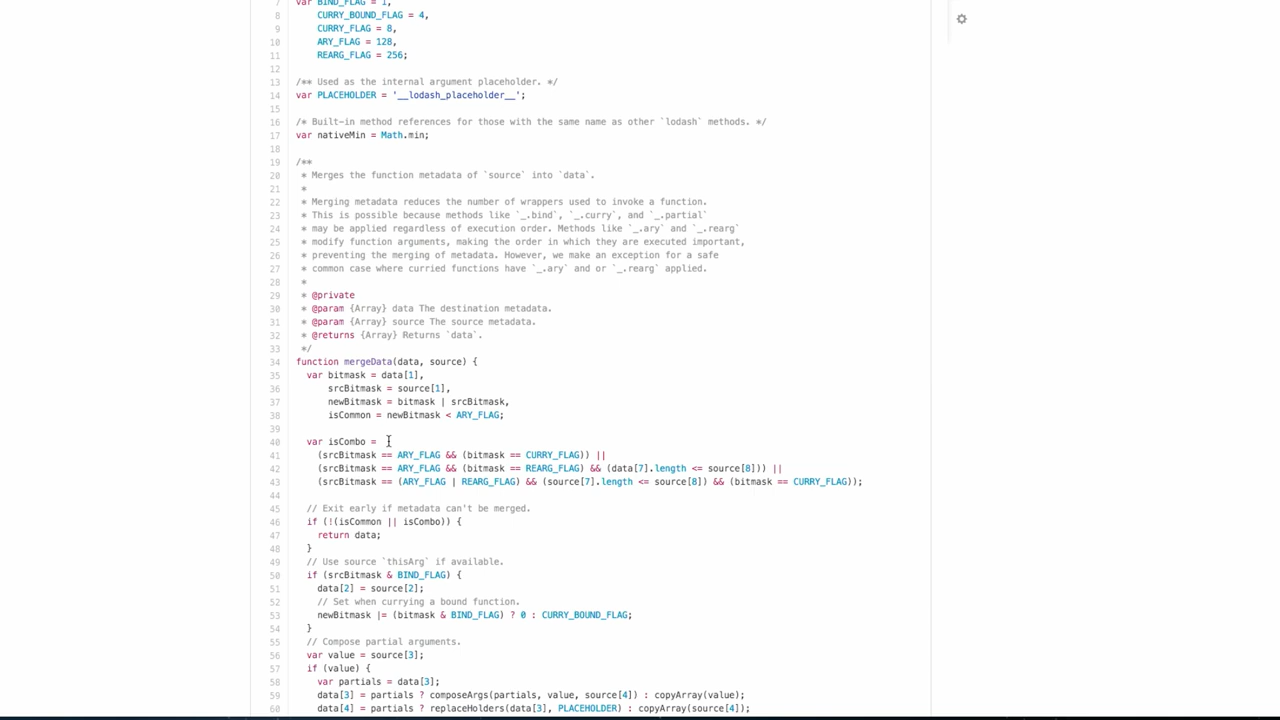 7 var BIND_FLAG = 1,
8 CURRY_BOUND_FLAG = 4,
9 CURRY_FLAG = 8,
10 ARY_FLAG = 128,
11 REARG_FLAG = 256;
12
13 /** Used as the internal argument placeholder. */
14 var PLACEHOLDER = '__lodash_placeholder__';
15
16 /* Built-in method references for those with the same name as other `lodash` methods. */
17 var nativeMin = Math.min;
18
19 /**
20 * Merges the function metadata of `source` into `data`.
21 *
22 * Merging metadata reduces the number of wrappers used to invoke a function.
23 * This is possible because methods like `_.bind`, `_.curry`, and `_.partial`
24 * may be applied regardless of execution order. Methods like `_.ary` and `_.rearg`
25 * modify function arguments, making the order in which they are executed important,
26 * preventing the merging of metadata. However, we make an exception for a safe
27 * common case where curried functions have `_.ary` and or `_.rearg` applied.
28 *
29 * @private
30 * @param {Array} data The destination metadata.
31 * @param {Array} source The source metadata.
32 * @returns {Array} Returns `data`.
33 */
34 function mergeData(data, source) {
35 var bitmask = data[1],
36 srcBitmask = source[1],
37 newBitmask = bitmask | srcBitmask,
38 isCommon = newBitmask < ARY_FLAG;
39
40 var isCombo =
41 (srcBitmask == ARY_FLAG && (bitmask == CURRY_FLAG)) ||
42 (srcBitmask == ARY_FLAG && (bitmask == REARG_FLAG) && (data[7].length <= source[8])) ||
43 (srcBitmask == (ARY_FLAG | REARG_FLAG) && (source[7].length <= source[8]) && (bitmask == CURRY_FLAG));
44
45 // Exit early if metadata can't be merged.
46 if (!(isCommon || isCombo)) {
47 return data;
48 }
49 // Use source `thisArg` if available.
50 if (srcBitmask & BIND_FLAG) {
51 data[2] = source[2];
52 // Set when currying a bound function.
53 newBitmask |= (bitmask & BIND_FLAG) ? 0 : CURRY_BOUND_FLAG;
54 }
55 // Compose partial arguments.
56 var value = source[3];
57 if (value) {
58 var partials = data[3];
59 data[3] = partials ? composeArgs(partials, value, source[4]) : copyArray(value);
60 data[4] = partials ? replaceHolders(data[3], PLACEHOLDER) : copyArray(source[4]);